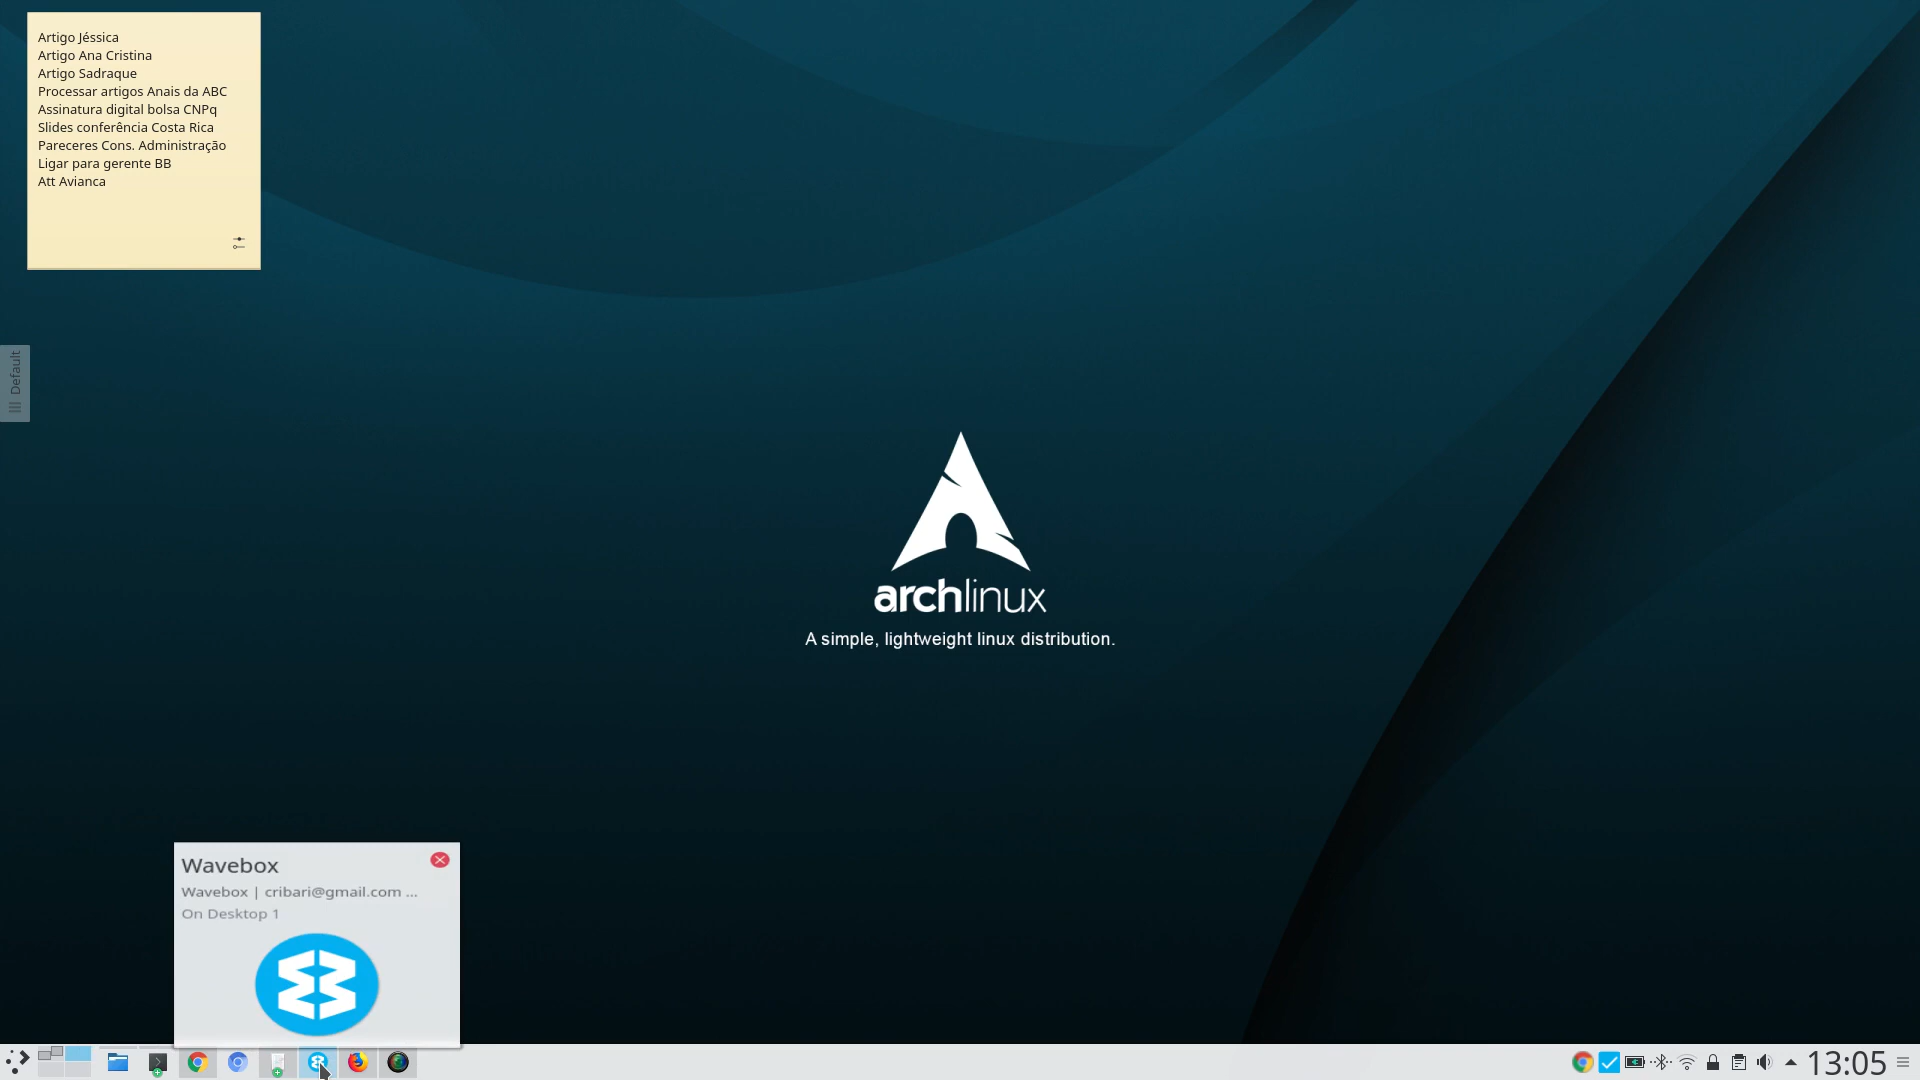 Artigo Jéssica
Artigo Ana Cristina
Artigo Sadraque
Processar artigos Anais da ABC
Assinatura digital bolsa CNPq
Slides conferência Costa Rica
Pareceres Cons. Administração
Ligar para gerente BB
Att Avianca
Default
archlinux
A simple, lightweight linux distribution.
Wavebox
Wavebox | cribari@gmail.com ...
On Desktop 1
13:05